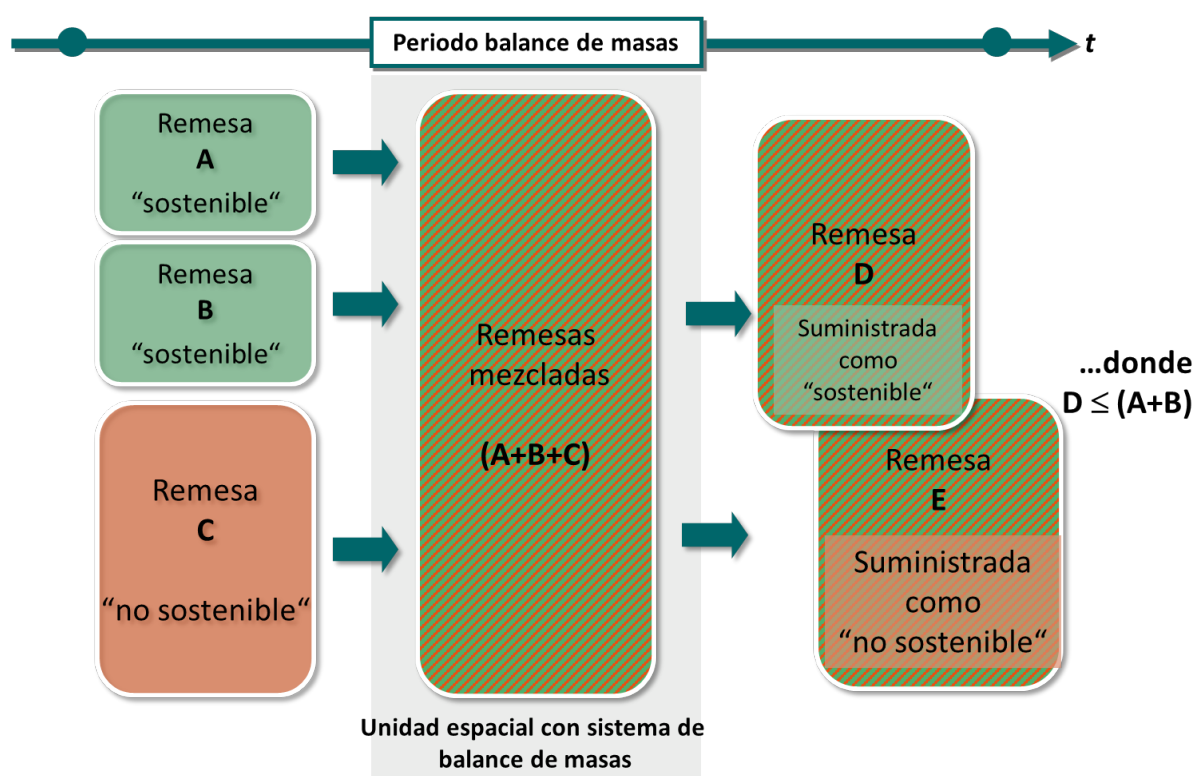 Periodo balance de masas
t
Remesa
A
“sostenible“
Remesa
B
“sostenible“
Remesa
C
“no sostenible“
Remesas
mezcladas
(A+B+C)
Unidad espacial con sistema de
balance de masas
Remesa
D
Suministrada
como
“sostenible“
Remesa
E
Suministrada
como
“no sostenible“
...donde
D ≤ (A+B)